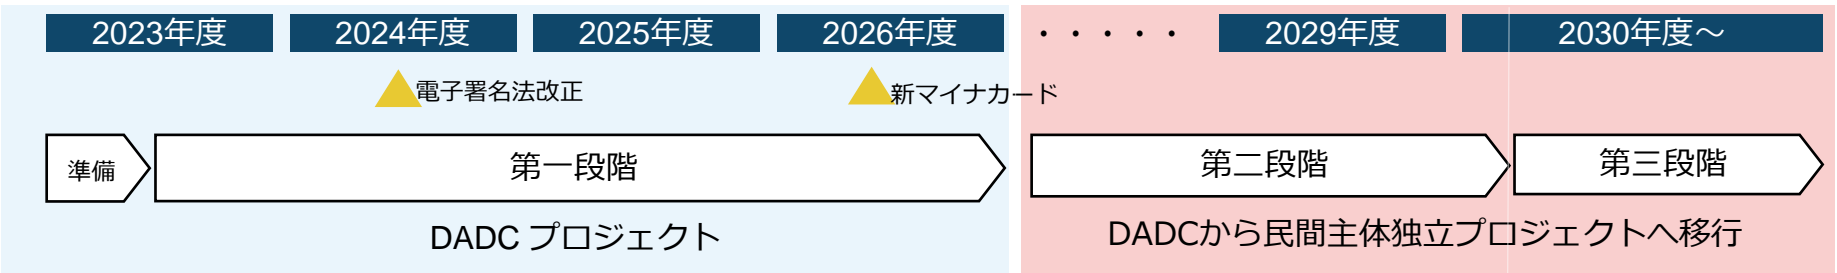 2023年度 2024年度 2025年度 2026年度 ・・・・・ 2029年度 2030年度～
電子署名法改正 新マイナカード
準備 第一段階 第二段階 第三段階
DADC プロジェクト DADCから民間主体独立プロジェクトへ移行